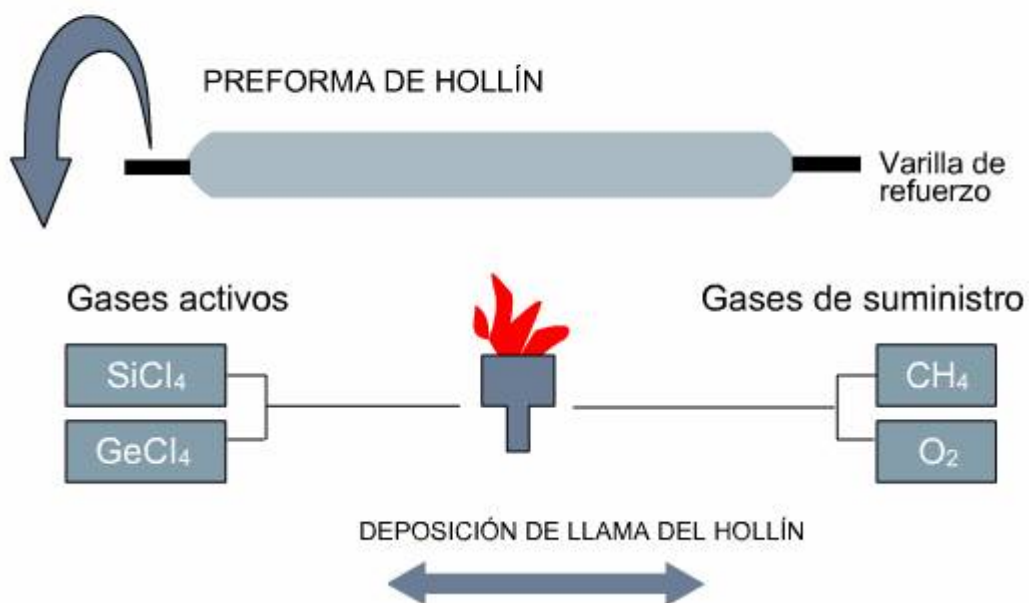 PREFORMA DE HOLLÍN
Varilla de
refuerzo
Gases activos
Gases de suministro
SiCl₄
CH₄
GeCl₄
O₂
DEPOSICIÓN DE LLAMA DEL HOLLÍN